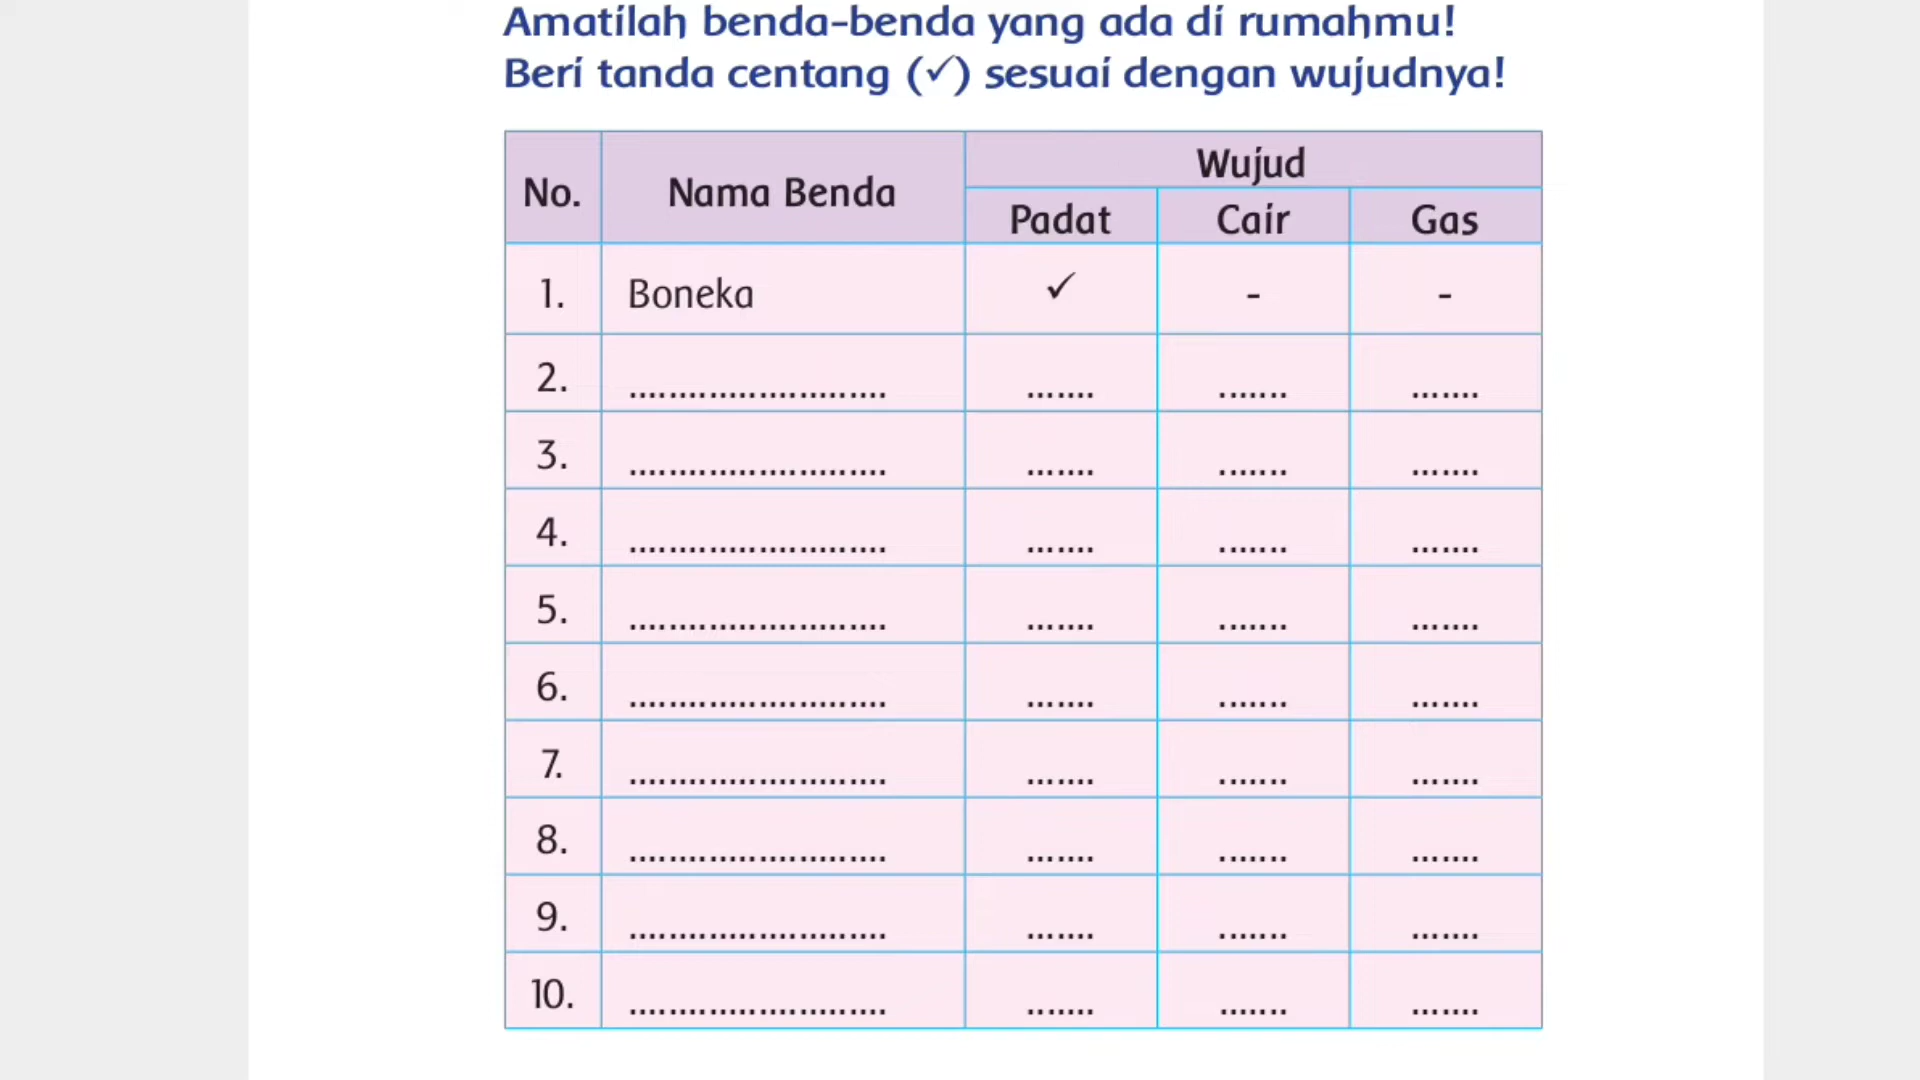 Amatilah benda-benda yang ada di rumahmu!
Beri tanda centang (✓) sesuai dengan wujudnya!
No. Nama Benda Wujud
Padat Cair Gas
1. Boneka ✓ - -
2. .......................... ....... ....... .......
3. .......................... ....... ....... .......
4. .......................... ....... ....... .......
5. .......................... ....... ....... .......
6. .......................... ....... ....... .......
7. .......................... ....... ....... .......
8. .......................... ....... ....... .......
9. .......................... ....... ....... .......
10. .......................... ....... ....... .......